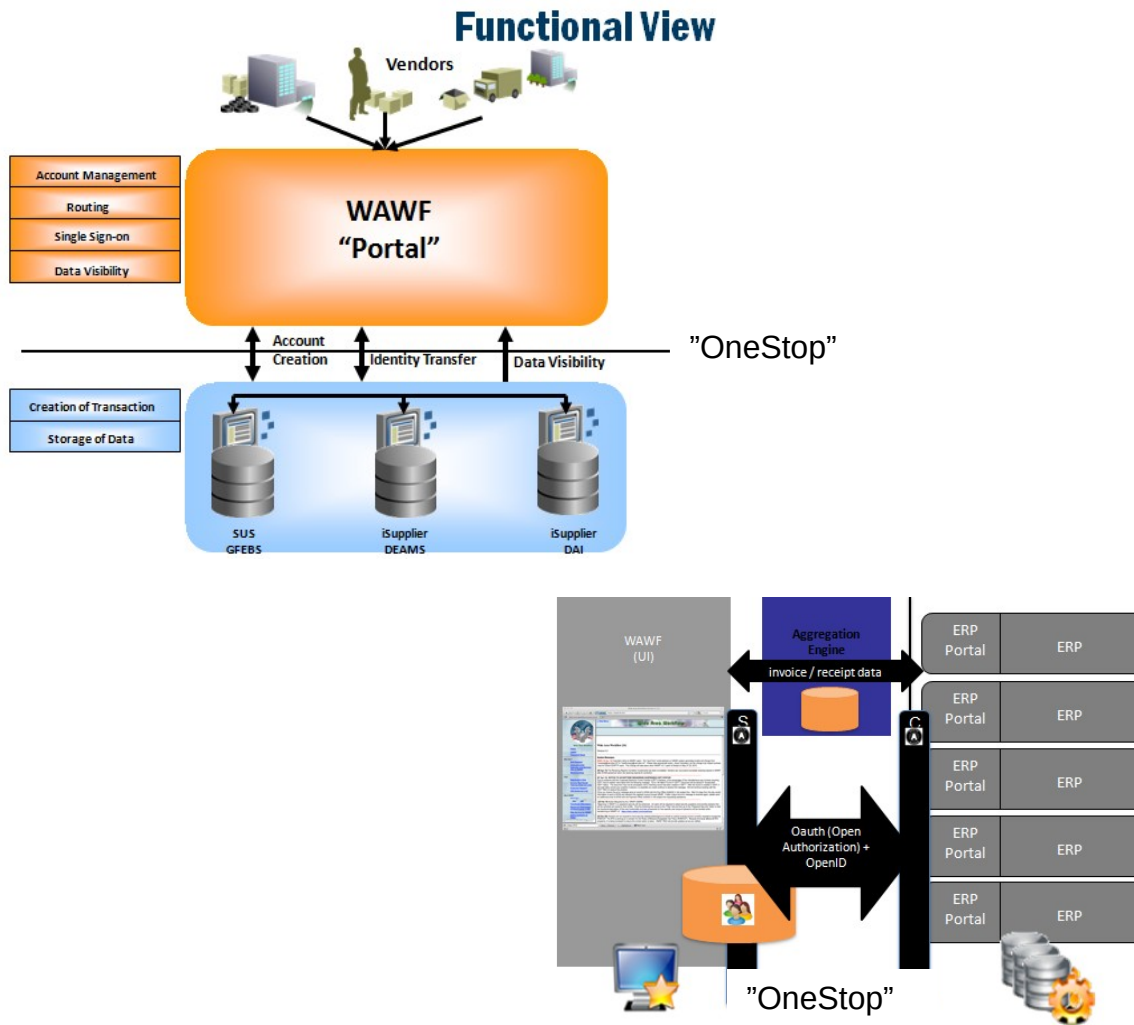 Functional View
Vendors
Account Management
Routing
Single Sign-on
Data Visibility
WAWF
“Portal”
Account
Creation
Identity Transfer
Data Visibility
”OneStop”
Creation of Transaction
Storage of Data
SUS
GFEBS
iSupplier
DEAMS
iSupplier
DAI
WAWF
(UI)
Aggregation
Engine
invoice / receipt data
S
C
ERP
Portal
ERP
ERP
Portal
ERP
ERP
Portal
ERP
ERP
Portal
ERP
ERP
Portal
ERP
Oauth (Open
Authorization) +
OpenID
”OneStop”